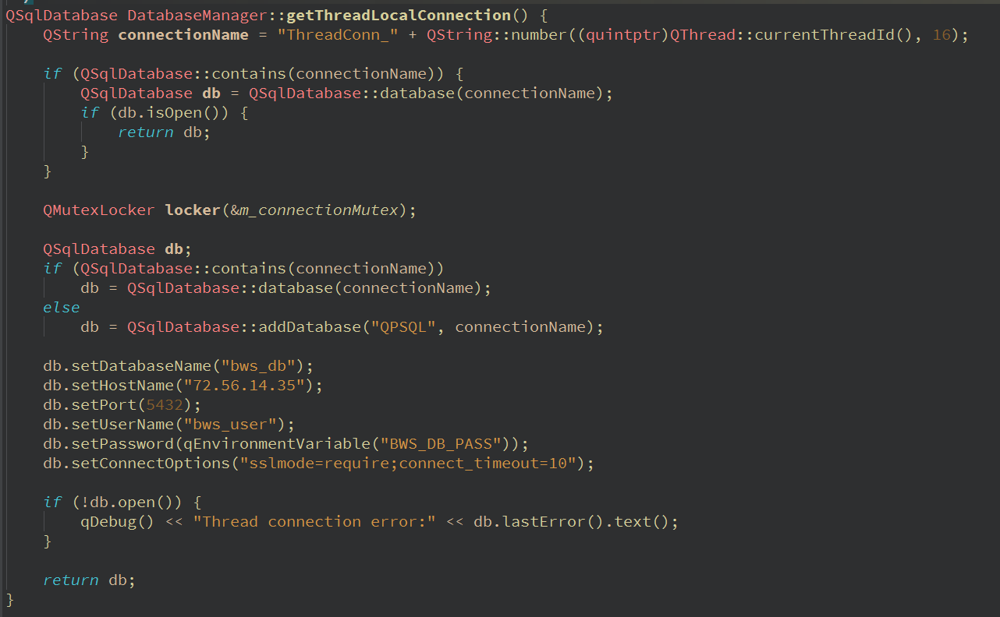 QSqlDatabase DatabaseManager::getThreadLocalConnection() {
    QString connectionName = "ThreadConn_" + QString::number((quintptr)QThread::currentThreadId(), 16);

    if (QSqlDatabase::contains(connectionName)) {
        QSqlDatabase db = QSqlDatabase::database(connectionName);
        if (db.isOpen()) {
            return db;
        }
    }

    QMutexLocker locker(&m_connectionMutex);

    QSqlDatabase db;
    if (QSqlDatabase::contains(connectionName))
        db = QSqlDatabase::database(connectionName);
    else
        db = QSqlDatabase::addDatabase("QPSQL", connectionName);

    db.setDatabaseName("bws_db");
    db.setHostName("72.56.14.35");
    db.setPort(5432);
    db.setUserName("bws_user");
    db.setPassword(qEnvironmentVariable("BWS_DB_PASS"));
    db.setConnectOptions("sslmode=require;connect_timeout=10");

    if (!db.open()) {
        qDebug() << "Thread connection error:" << db.lastError().text();
    }

    return db;
}